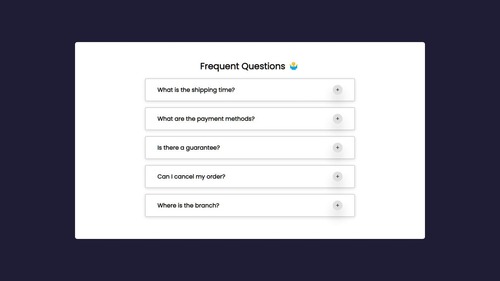 Frequent Questions 🤷‍♂️
What is the shipping time?
+
What are the payment methods?
+
Is there a guarantee?
+
Can I cancel my order?
+
Where is the branch?
+